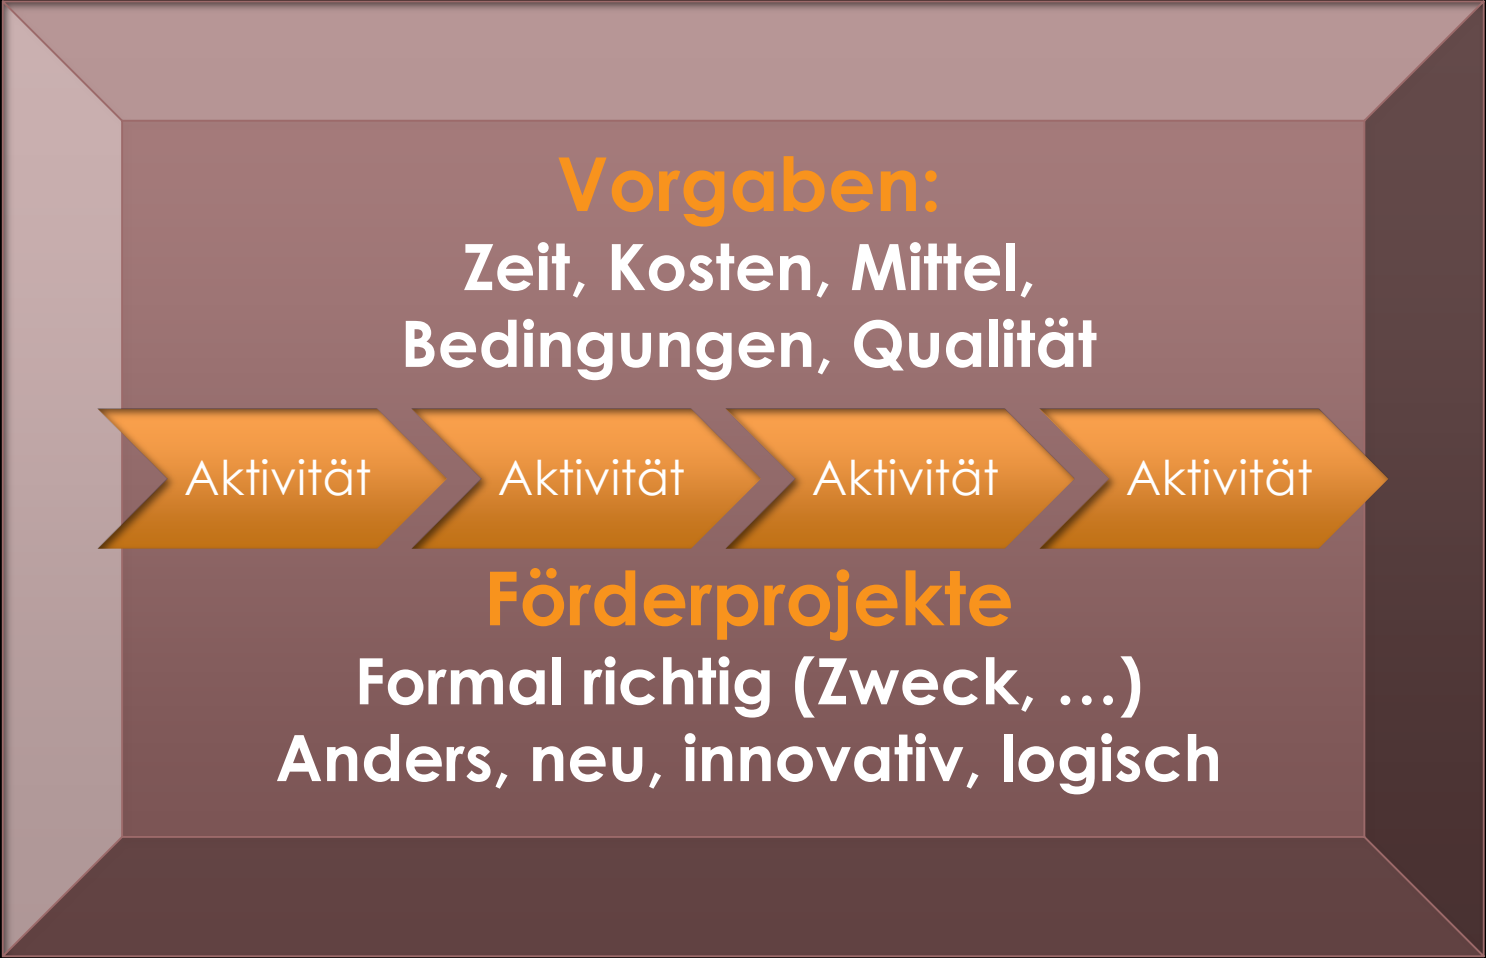 Vorgaben:
Zeit, Kosten, Mittel,
Bedingungen, Qualität
Aktivität Aktivität Aktivität Aktivität
Förderprojekte
Formal richtig (Zweck, …)
Anders, neu, innovativ, logisch